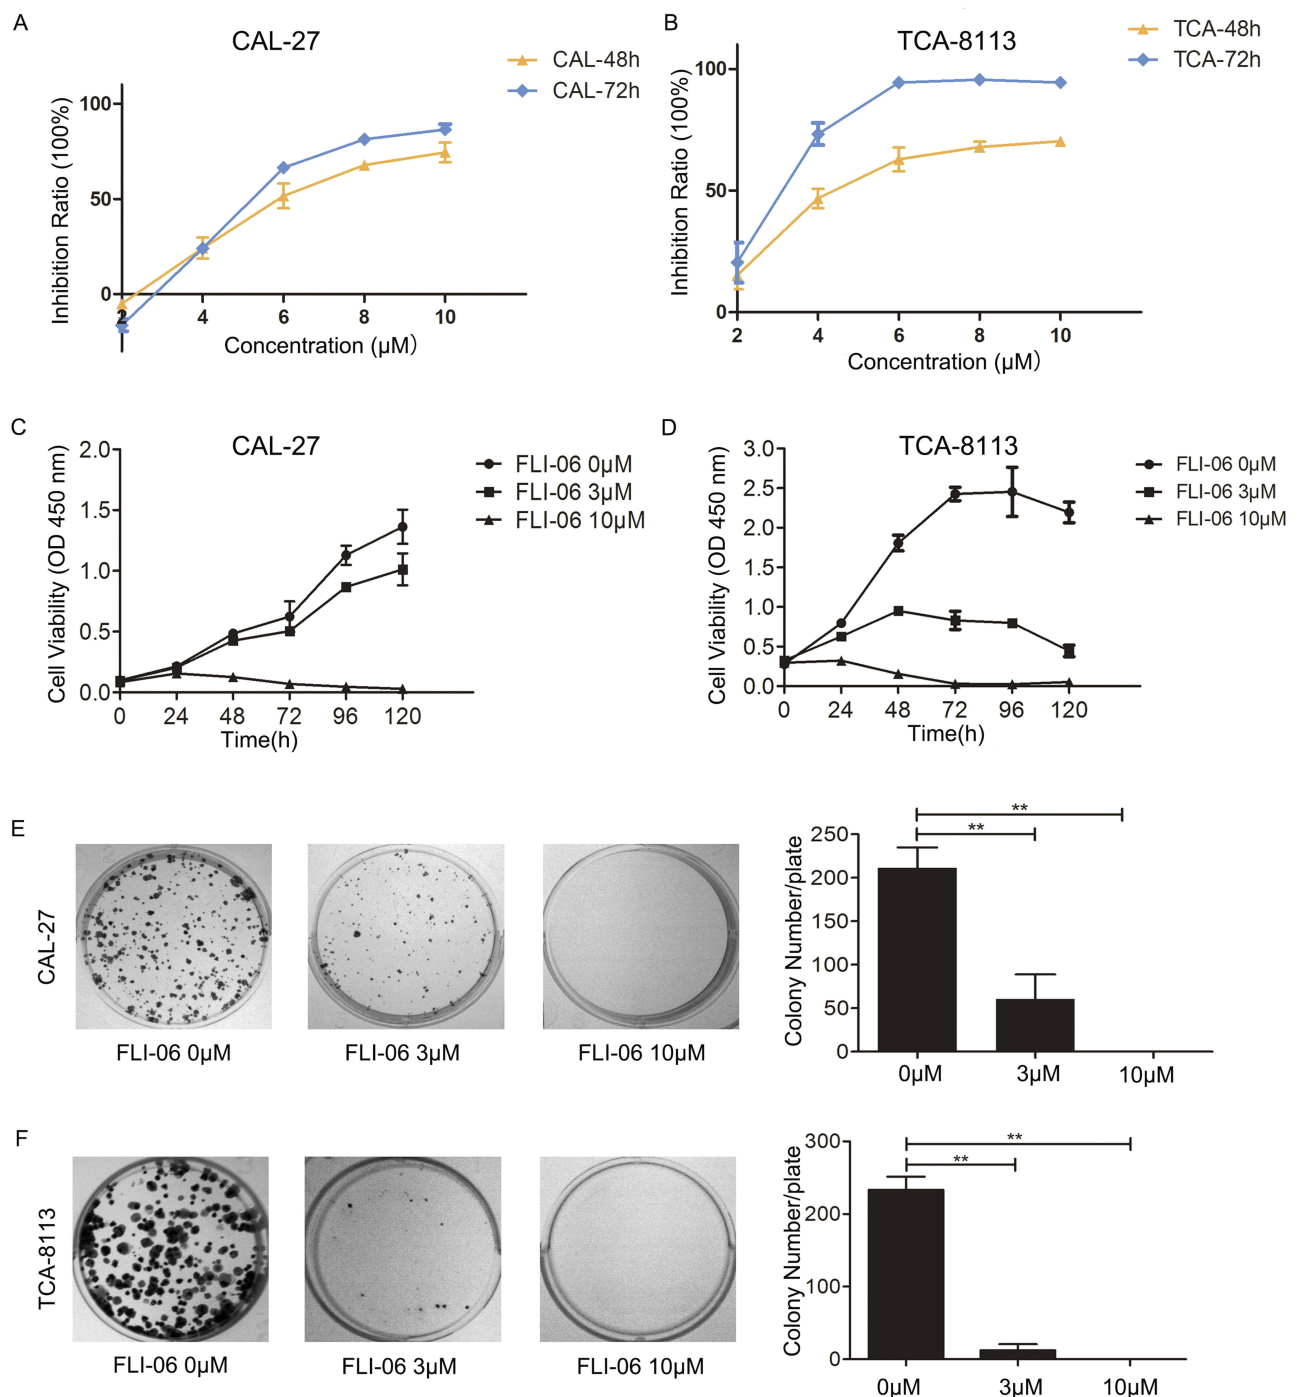 A
CAL-27
CAL-48h
CAL-72h
Inhibition Ratio (100%)
100
50
0
2
4
6
8
10
Concentration (μM)
B
TCA-8113
TCA-48h
TCA-72h
Inhibition Ratio (100%)
100
50
0
2
4
6
8
10
Concentration (μM)
C
CAL-27
FLI-06 0μM
FLI-06 3μM
FLI-06 10μM
Cell Viability (OD 450 nm)
2.0
1.5
1.0
0.5
0.0
0
24
48
72
96
120
Time(h)
D
TCA-8113
FLI-06 0μM
FLI-06 3μM
FLI-06 10μM
Cell Viability (OD 450 nm)
3.0
2.5
2.0
1.5
1.0
0.5
0.0
0
24
48
72
96
120
Time(h)
E
CAL-27
FLI-06 0μM
FLI-06 3μM
FLI-06 10μM
Colony Number/plate
250
200
150
100
50
0
**
**
0μM
3μM
10μM
F
TCA-8113
FLI-06 0μM
FLI-06 3μM
FLI-06 10μM
Colony Number/plate
300
200
100
0
**
**
0μM
3μM
10μM